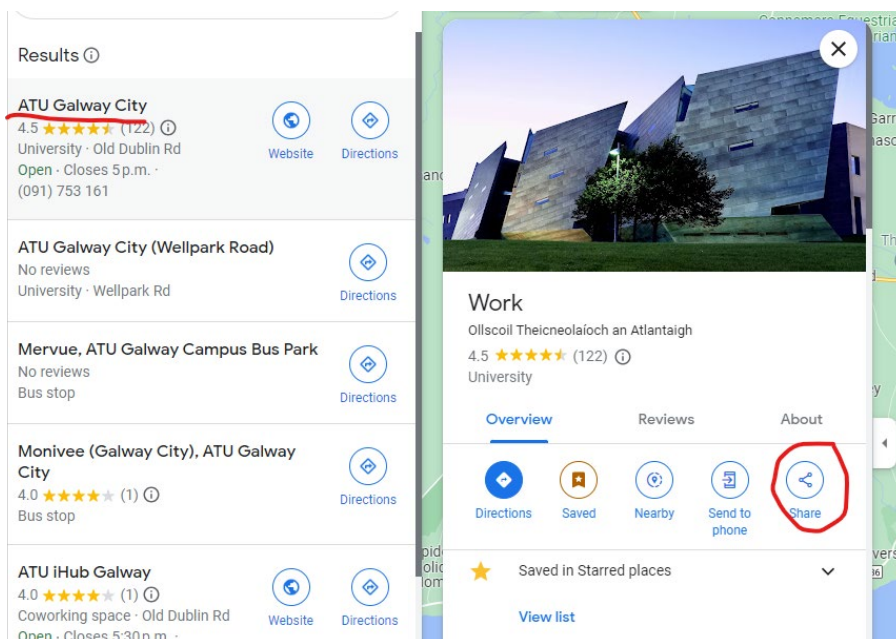 Results
ATU Galway City
4.5 (122)
University · Old Dublin Rd
Open · Closes 5 p.m. ·
(091) 753 161
Website
Directions
ATU Galway City (Wellpark Road)
No reviews
University · Wellpark Rd
Directions
Mervue, ATU Galway Campus Bus Park
No reviews
Bus stop
Directions
Monivee (Galway City), ATU Galway
City
4.0 (1)
Bus stop
Directions
ATU iHub Galway
4.0 (1)
Coworking space · Old Dublin Rd
Open · Closes 5:30 p.m. ·
Website
Directions
Work
Ollscoil Theicneolaíoch an Atlantaigh
4.5 (122)
University
Overview
Reviews
About
Directions
Saved
Nearby
Send to
phone
Share
Saved in Starred places
View list